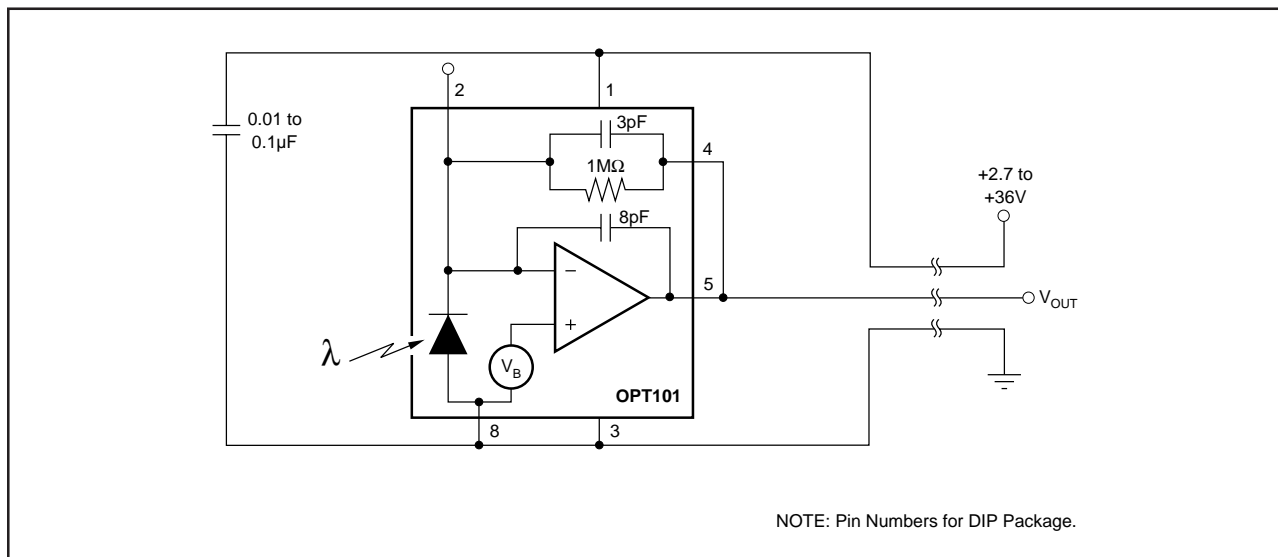 2
1
0.01 to
0.1µF
3pF
4
1MΩ
+2.7 to
+36V
8pF
–
5
V_OUT
+
λ
V_B
OPT101
8
3
NOTE: Pin Numbers for DIP Package.